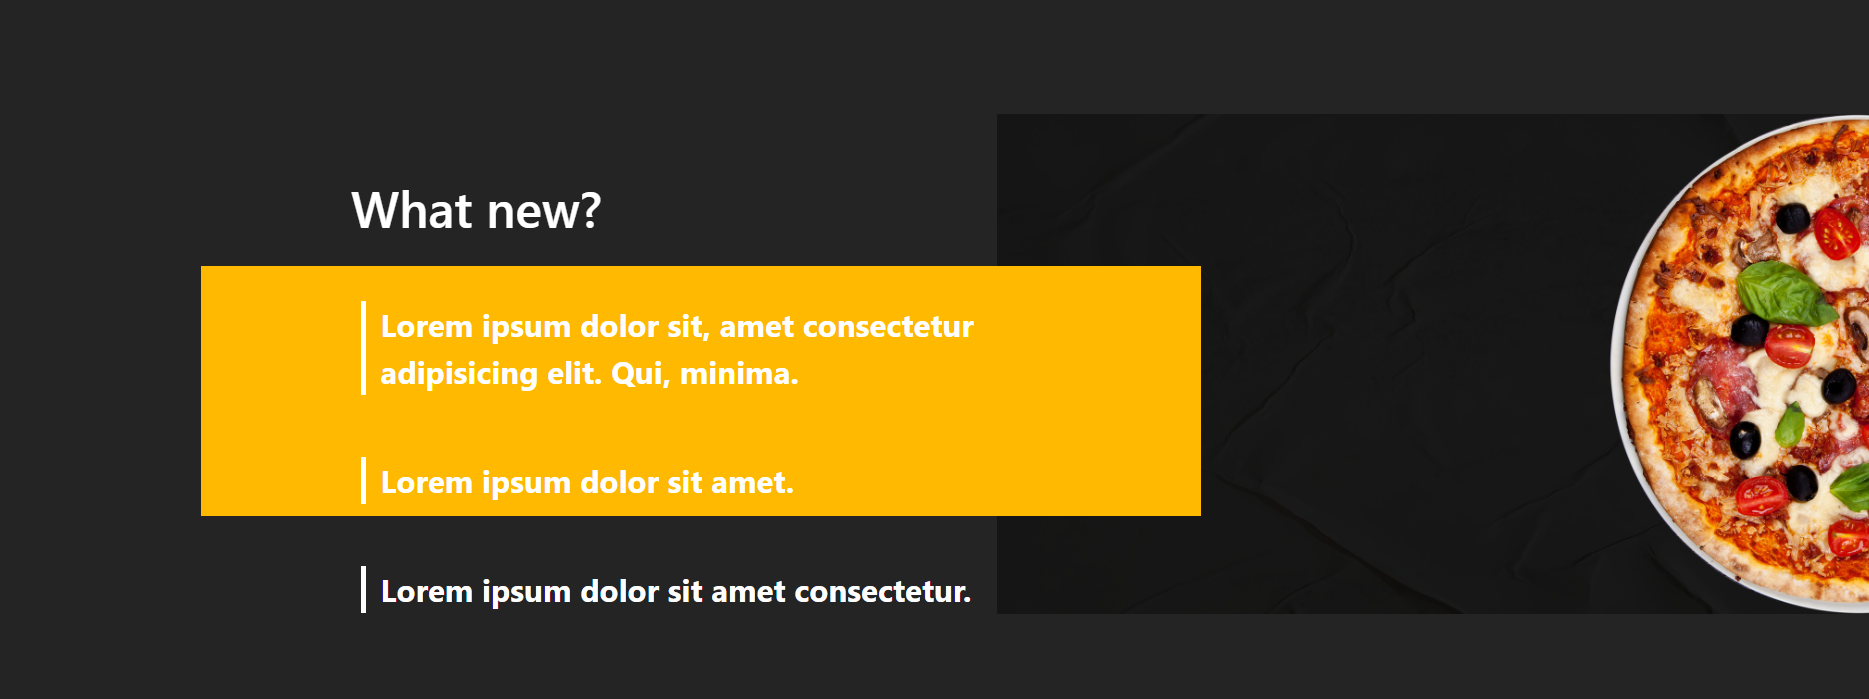 What new?
Lorem ipsum dolor sit, amet consectetur
adipisicing elit. Qui, minima.
Lorem ipsum dolor sit amet.
Lorem ipsum dolor sit amet consectetur.